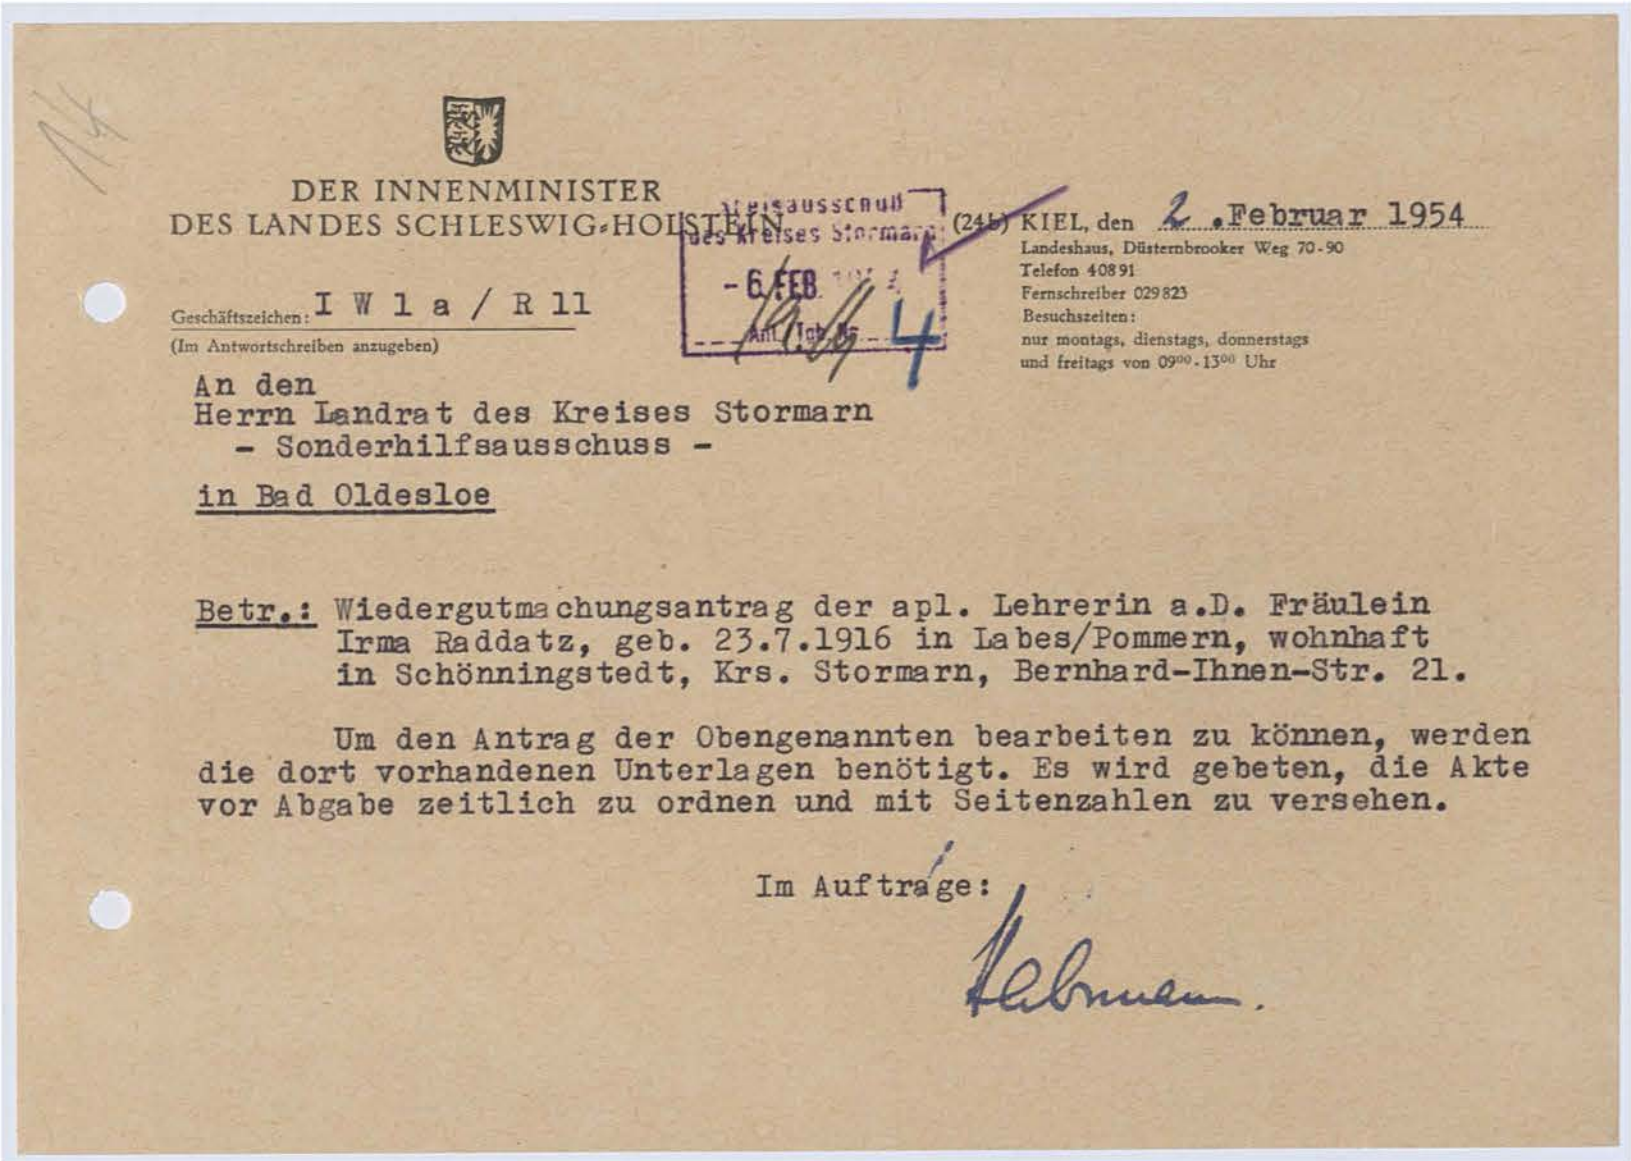 14
DER INNENMINISTER
DES LANDES SCHLESWIG-HOLSTEIN
Kreisausschuß
des Kreises Stormarn
- 6. FEB.
4
(24b) KIEL, den 2. Februar 1954
Landeshaus, Düsternbrooker Weg 70-90
Telefon 40891
Fernschreiber 029823
Besuchszeiten:
nur montags, dienstags, donnerstags
und freitags von 09⁰⁰-13⁰⁰ Uhr
Geschäftszeichen: I W 1 a / R 11
(Im Antwortschreiben anzugeben)
An den
Herrn Landrat des Kreises Stormarn
- Sonderhilfsausschuss -
in Bad Oldesloe
Betr.: Wiedergutmachungsantrag der apl. Lehrerin a.D. Fräulein
Irma Raddatz, geb. 23.7.1916 in Labes/Pommern, wohnhaft
in Schönningstedt, Krs. Stormarn, Bernhard-Ihnen-Str. 21.
Um den Antrag der Obengenannten bearbeiten zu können, werden
die dort vorhandenen Unterlagen benötigt. Es wird gebeten, die Akte
vor Abgabe zeitlich zu ordnen und mit Seitenzahlen zu versehen.
Im Auftrage: